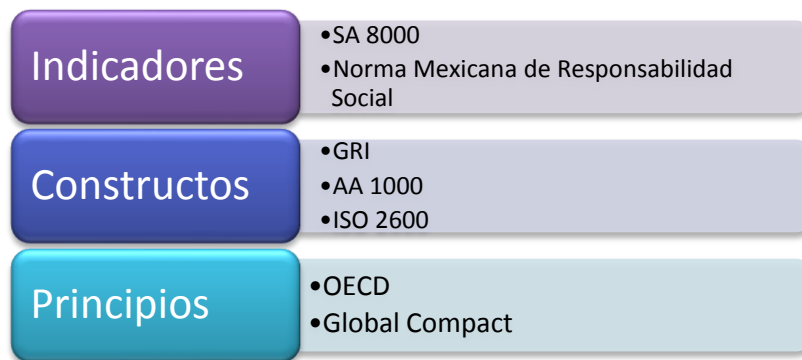 Indicadores
•SA 8000
•Norma Mexicana de Responsabilidad
Social
Constructos
•GRI
•AA 1000
•ISO 2600
Principios
•OECD
•Global Compact